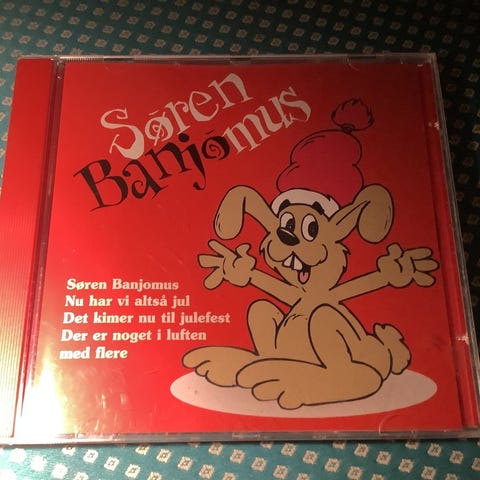 Søren
Banjomus
Søren Banjomus
Nu har vi altså jul
Det kimer nu til julefest
Der er noget i luften
med flere